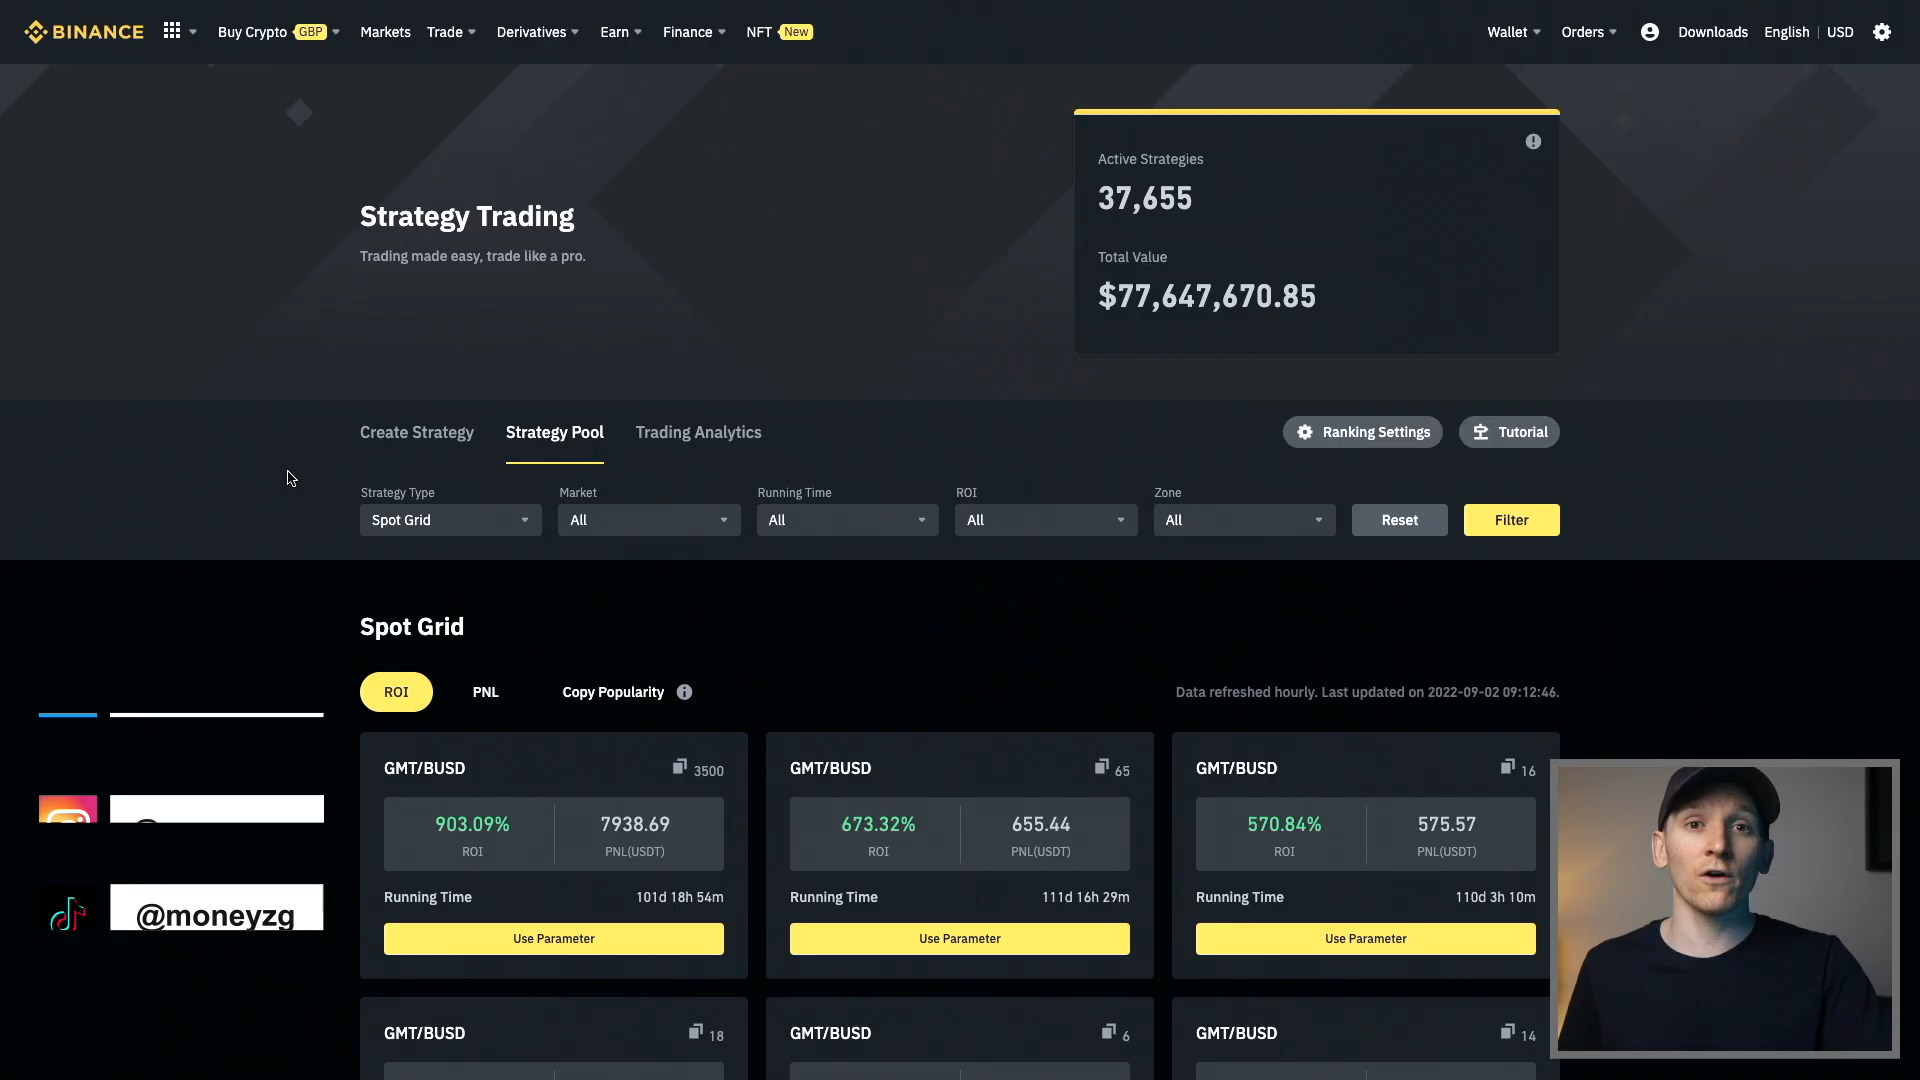 BINANCE
Buy Crypto GBP
Markets
Trade
Derivatives
Earn
Finance
NFT New
Wallet
Orders
Downloads
English
USD
Strategy Trading
Trading made easy, trade like a pro.
Active Strategies
37,655
Total Value
$77,647,670.85
Create Strategy
Strategy Pool
Trading Analytics
Ranking Settings
Tutorial
Strategy Type
Market
Running Time
ROI
Zone
Spot Grid
All
All
All
All
Reset
Filter
Spot Grid
ROI
PNL
Copy Popularity
Data refreshed hourly. Last updated on 2022-09-02 09:12:46.
GMT/BUSD
3500
903.09%
7938.69
ROI
PNL(USDT)
Running Time
101d 18h 54m
Use Parameter
GMT/BUSD
65
673.32%
655.44
ROI
PNL(USDT)
Running Time
111d 16h 29m
Use Parameter
GMT/BUSD
16
570.84%
575.57
ROI
PNL(USDT)
Running Time
110d 3h 10m
Use Parameter
@moneyzg
GMT/BUSD
18
GMT/BUSD
6
GMT/BUSD
14